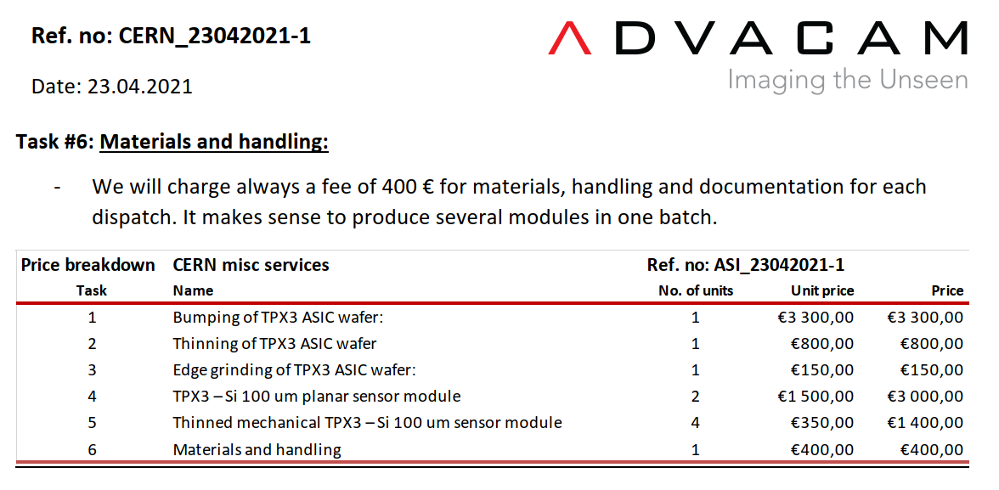 Ref. no: CERN_23042021-1
ADVACAM
Imaging the Unseen
Date: 23.04.2021
Task #6: Materials and handling:
- We will charge always a fee of 400 € for materials, handling and documentation for each
dispatch. It makes sense to produce several modules in one batch.
Price breakdown CERN misc services Ref. no: ASI_23042021-1
Task Name No. of units Unit price Price
1 Bumping of TPX3 ASIC wafer: 1 €3 300,00 €3 300,00
2 Thinning of TPX3 ASIC wafer 1 €800,00 €800,00
3 Edge grinding of TPX3 ASIC wafer: 1 €150,00 €150,00
4 TPX3 – Si 100 um planar sensor module 2 €1 500,00 €3 000,00
5 Thinned mechanical TPX3 – Si 100 um sensor module 4 €350,00 €1 400,00
6 Materials and handling 1 €400,00 €400,00